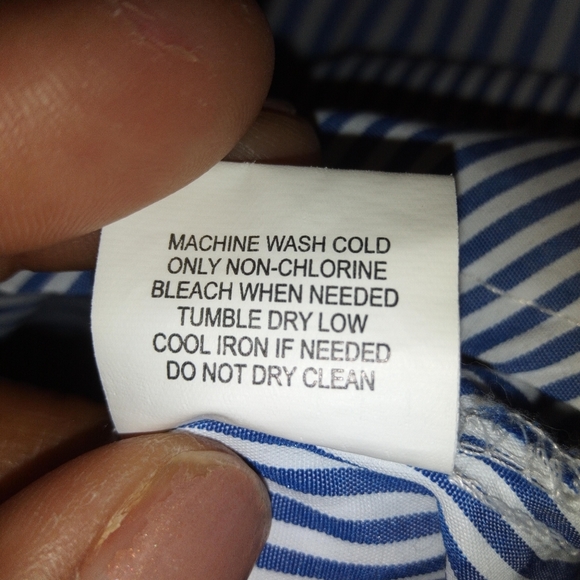 MACHINE WASH COLD
ONLY NON-CHLORINE
BLEACH WHEN NEEDED
TUMBLE DRY LOW
COOL IRON IF NEEDED
DO NOT DRY CLEAN